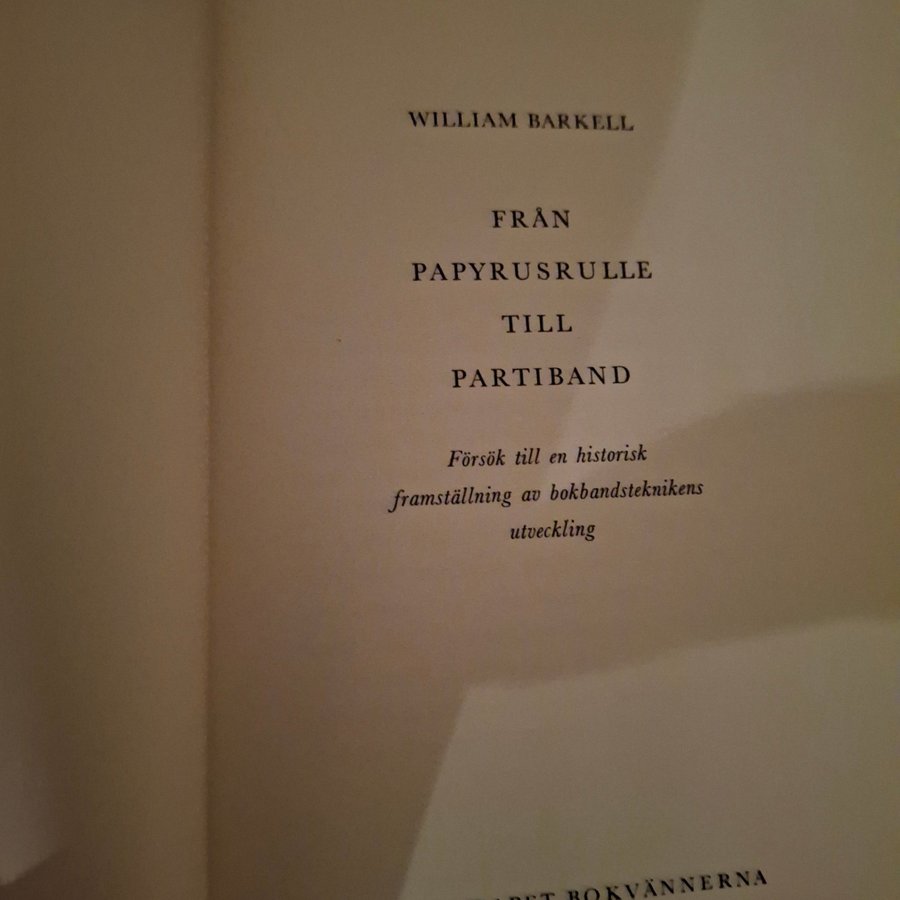 WILLIAM BARKELL
FRÅN
PAPYRUSRULLE
TILL
PARTIBAND
Försök till en historisk
framställning av bokbandsteknikens
utveckling
BOKVÄNNERNA